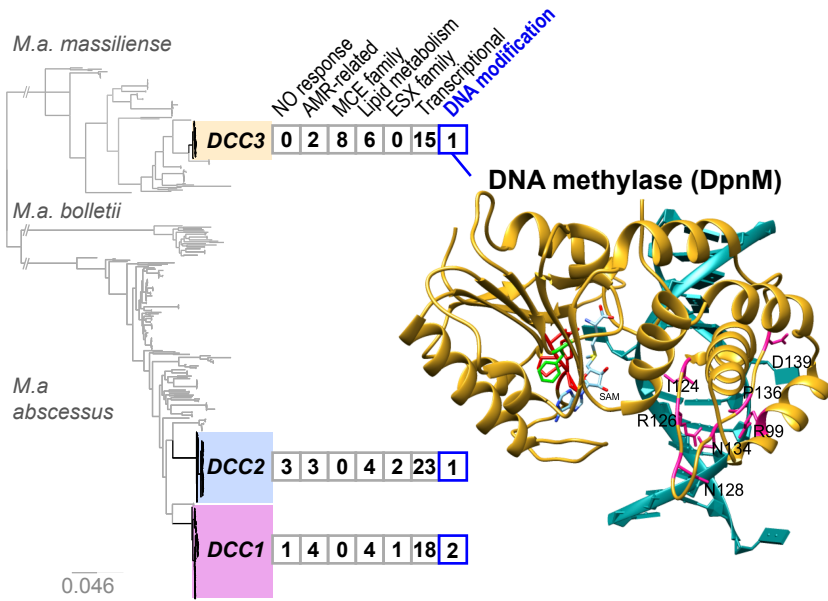 M.a. massiliense
NO response
AMR-related
MCE family
Lipid metabolism
ESX family
Transcriptional
DNA modification
DCC3 0 2 8 6 0 15 1
DNA methylase (DpnM)
M.a. bolletii
D139
I124
P136
SAM
R126
R99
N134
N128
M.a
abscessus
DCC2 3 3 0 4 2 23 1
DCC1 1 4 0 4 1 18 2
0.046